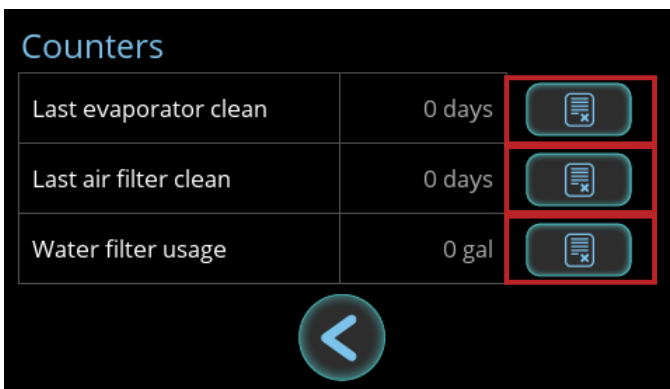 Counters
Last evaporator clean 0 days
Last air filter clean 0 days
Water filter usage 0 gal